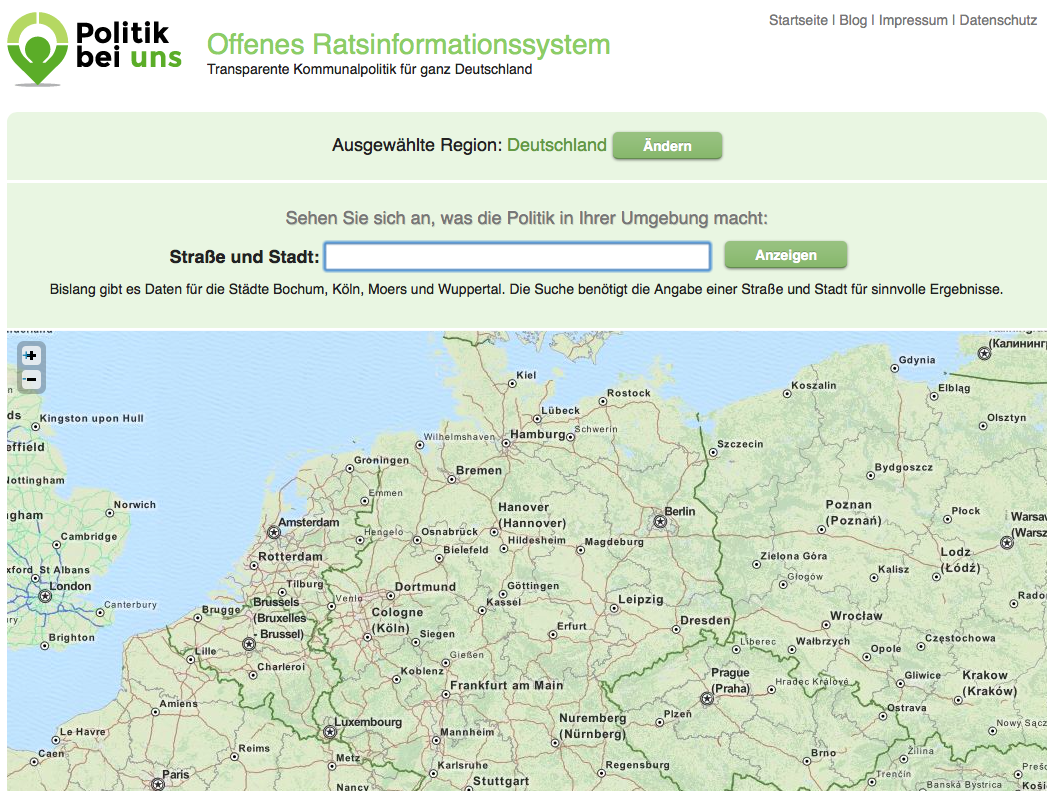 Politik
bei uns
Offenes Ratsinformationssystem
Transparente Kommunalpolitik für ganz Deutschland
Startseite | Blog | Impressum | Datenschutz
Ausgewählte Region: Deutschland Ändern
Sehen Sie sich an, was die Politik in Ihrer Umgebung macht:
Straße und Stadt: Anzeigen
Bislang gibt es Daten für die Städte Bochum, Köln, Moers und Wuppertal. Die Suche benötigt die Angabe einer Straße und Stadt für sinnvolle Ergebnisse.
+
−
(Калининг
Gdynia
Kiel
Koszalin
Elbląg
Rostock
Lübeck
Kingston upon Hull
Olsztyn
Schwerin
Wilhelmshaven
Hamburg
Szczecin
effield
Groningen
Bremen
Bydgoszcz
Nottingham
Emmen
Norwich
Hanover
(Hannover)
Poznan
(Poznań)
Płock
ngham
Berlin
Warsaw
(Warsz
Amsterdam
Cambridge
Hengelo
Osnabrück
Hildesheim
Magdeburg
Bielefeld
Rotterdam
Zielona Góra
Lodz
(Łódź)
xford
St Albans
Kalisz
London
Tilburg
Dortmund
Göttingen
Głogów
Canterbury
Brugge
Brussels
(Bruxelles
- Brussel)
Venlo
Kassel
Leipzig
Rado
Cologne
(Köln)
Wrocław
Dresden
Erfurt
Siegen
Brighton
Liberec
Wałbrzych
Częstochowa
Lille
Gießen
Opole
Charleroi
Koblenz
Prague
(Praha)
Hradec Králové
Gliwice
Krakow
(Kraków)
Frankfurt am Main
Amiens
Plzeń
Ostrava
Luxembourg
Nuremberg
(Nürnberg)
Nowy Sącz
Le Havre
Mannheim
Caen
Reims
Metz
Brno
Žilina
Karlsruhe
Regensburg
Trenčín
Preš
Paris
Stuttgart
Nancy
Banská Bystrica
Koši